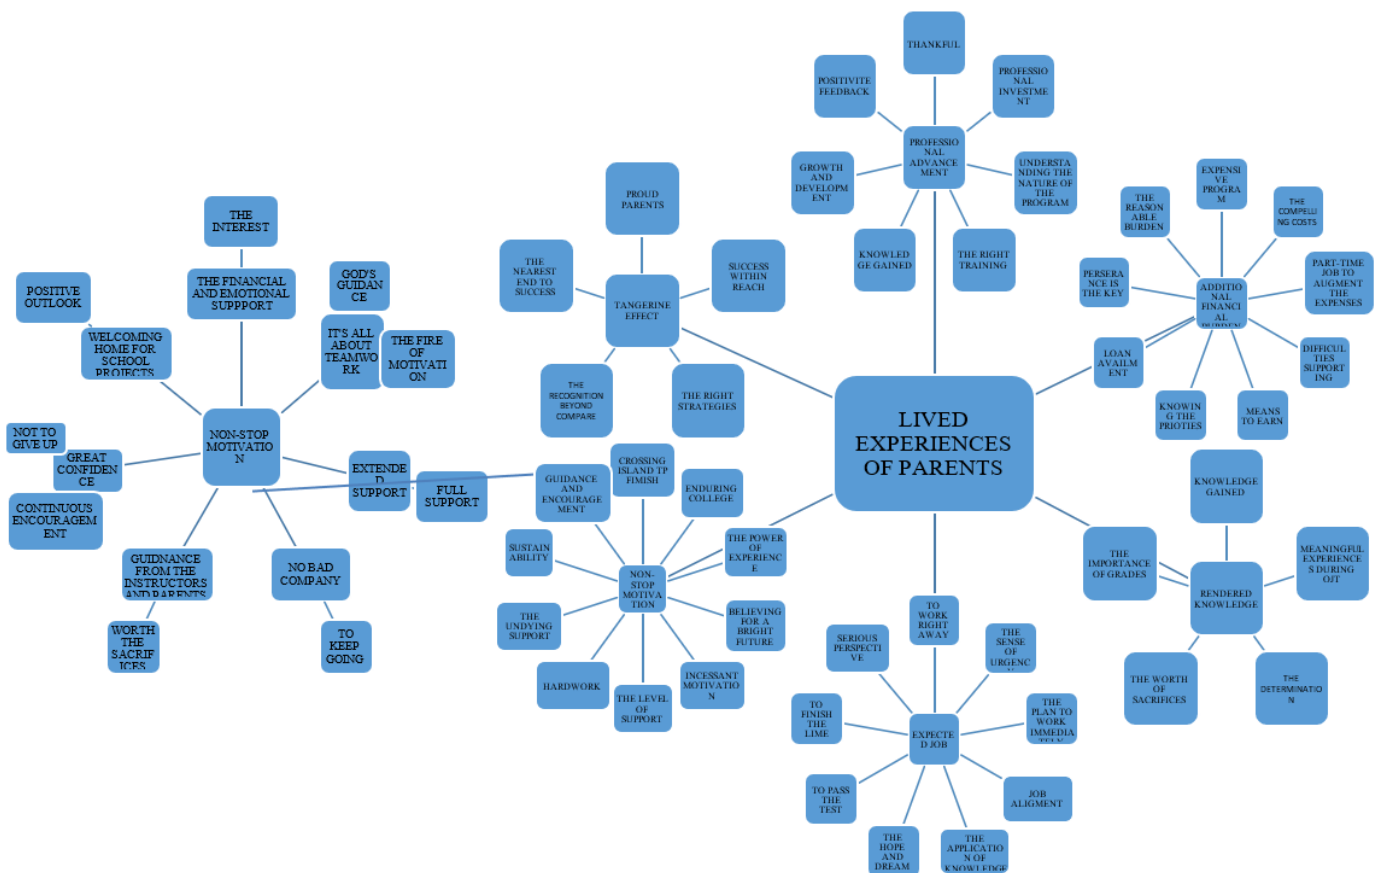 THANKFUL
POSITIVITE
FEEDBACK
PROFESSIO
NAL
INVESTME
NT
PROFESSIO
NAL
ADVANCE
MENT
GROWTH
AND
DEVELOPM
ENT
UNDERSTA
NDING THE
NATURE OF
THE
PROGRAM
KNOWLED
GE GAINED
THE RIGHT
TRAINING
EXPENSI
VE
PROGRA
M
THE
REASON
ABLE
BURDEN
THE
COMPELLI
NG COSTS
PERSERA
NCE IS
THE KEY
PART-TIME
JOB TO
AUGMENT
THE
EXPENSES
ADDITIO
NAL
FINANCI
AL
BURDEN
LOAN
AVAILM
ENT
DIFFICUL
TIES
SUPPORT
ING
KNOWIN
G THE
PRIOTIES
MEANS
TO EARN
PROUD
PARENTS
THE
NEAREST
END TO
SUCCESS
SUCCESS
WITHIN
REACH
TANGERINE
EFFECT
THE
RECOGNITION
BEYOND
COMPARE
THE RIGHT
STRATEGIES
LIVED
EXPERIENCES
OF PARENTS
THE
INTEREST
THE FINANCIAL
AND EMOTIONAL
SUPPPORT
GOD'S
GUIDAN
CE
POSITIVE
OUTLOOK
WELCOMING
HOME FOR
SCHOOL
PROJECTS
IT'S ALL
ABOUT
TEAMWO
RK
THE FIRE
OF
MOTIVATI
ON
NON-STOP
MOTIVATIO
N
NOT TO
GIVE UP
GREAT
CONFIDEN
CE
CONTINUOUS
ENCOURAGEM
ENT
EXTENDE
D
SUPPORT
FULL
SUPPORT
GUIDNANCE
FROM THE
INSTRUCTORS
AND PARENTS
NO BAD
COMPANY
WORTH
THE
SACRIF
ICES
TO
KEEP
GOING
CROSSING
ISLAND TP
FIMISH
GUIDANCE
AND
ENCOURAGE
MENT
ENDURING
COLLEGE
SUSTAIN
ABILITY
THE POWER
OF
EXPERIENC
E
NON-
STOP
MOTIVA
TION
THE
UNDYING
SUPPORT
BELIEVING
FOR A
BRIGHT
FUTURE
HARDWORK
THE LEVEL
OF
SUPPORT
INCESSANT
MOTIVATIO
N
KNOWLEDGE
GAINED
THE
IMPORTANCE
OF GRADES
MEANINGFUL
EXPERIENCE
S DURING
OJT
RENDERED
KNOWLEDGE
THE WORTH
OF
SACRIFICES
THE
DETERMINATIO
N
TO
WORK
RIGHT
AWAY
SERIOUS
PERSPECTI
VE
THE
SENSE
OF
URGENC
Y
TO
FINISH
THE
LIME
THE
PLAN TO
WORK
IMMEDIA
TELY
EXPECTE
D JOB
TO PASS
THE
TEST
JOB
ALIGMENT
THE
HOPE
AND
DREAM
THE
APPLICATIO
N OF
KNOWLEDGE